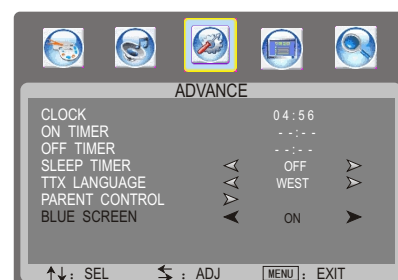 ADVANCE
CLOCK 04:56
ON TIMER --:--
OFF TIMER --:--
SLEEP TIMER OFF
TTX LANGUAGE WEST
PARENT CONTROL
BLUE SCREEN ON
: SEL : ADJ MENU : EXIT